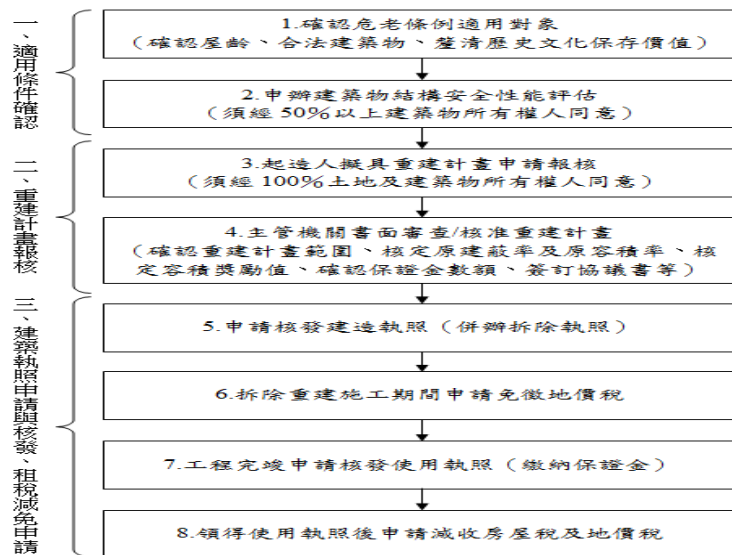 一、適用條件確認
1.確認危老條例適用對象
（確認屋齡、合法建築物、釐清歷史文化保存價值）
2.申辦建築物結構安全性能評估
（須經 50%以上建築物所有權人同意）
二、重建計畫報核
3.起造人擬具重建計畫申請報核
（須經 100%土地及建築物所有權人同意）
4.主管機關書面審查/核准重建計畫
（確認重建計畫範圍、核定原建蔽率及原容積率、核
定容積獎勵值、確認保證金數額、簽訂協議書等）
三、建築執照申請與核發、租稅減免申請
5.申請核發建造執照（併辦拆除執照）
6.拆除重建施工期間申請免徵地價稅
7.工程完竣申請核發使用執照（繳納保證金）
8.領得使用執照後申請減收房屋稅及地價稅